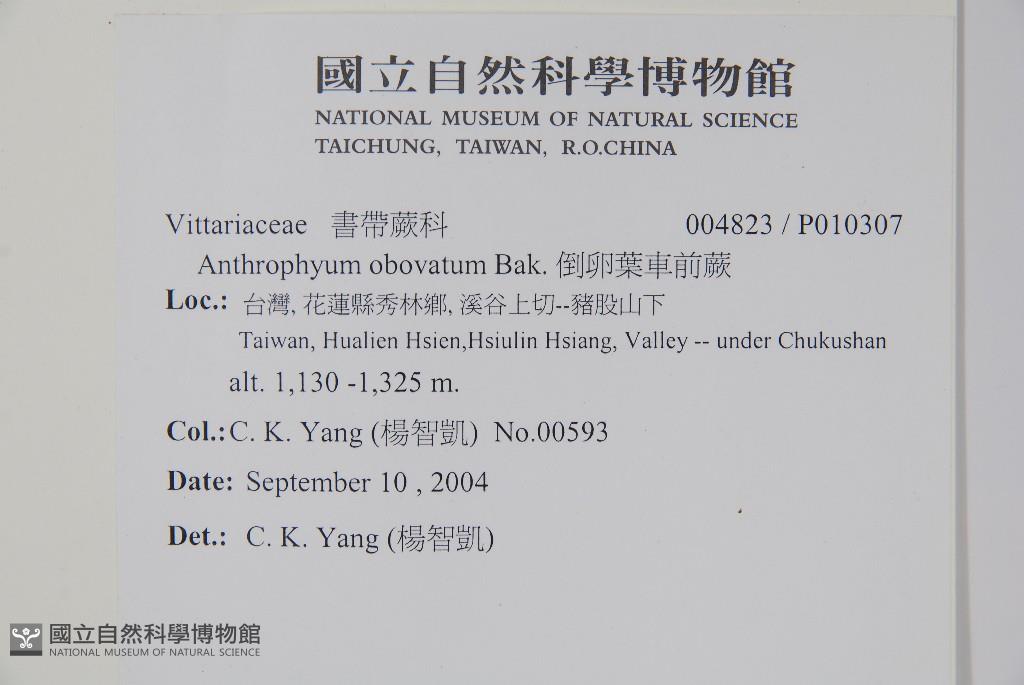 國立自然科學博物館
NATIONAL MUSEUM OF NATURAL SCIENCE
TAICHUNG, TAIWAN, R.O.CHINA
Vittariaceae 書帶蕨科 004823 / P010307
Anthrophyum obovatum Bak. 倒卵葉車前蕨
Loc.: 台灣, 花蓮縣秀林鄉, 溪谷上切--豬股山下
Taiwan, Hualien Hsien,Hsiulin Hsiang, Valley -- under Chukushan
alt. 1,130 -1,325 m.
Col.:C. K. Yang (楊智凱) No.00593
Date: September 10 , 2004
Det.: C. K. Yang (楊智凱)
國立自然科學博物館
NATIONAL MUSEUM OF NATURAL SCIENCE